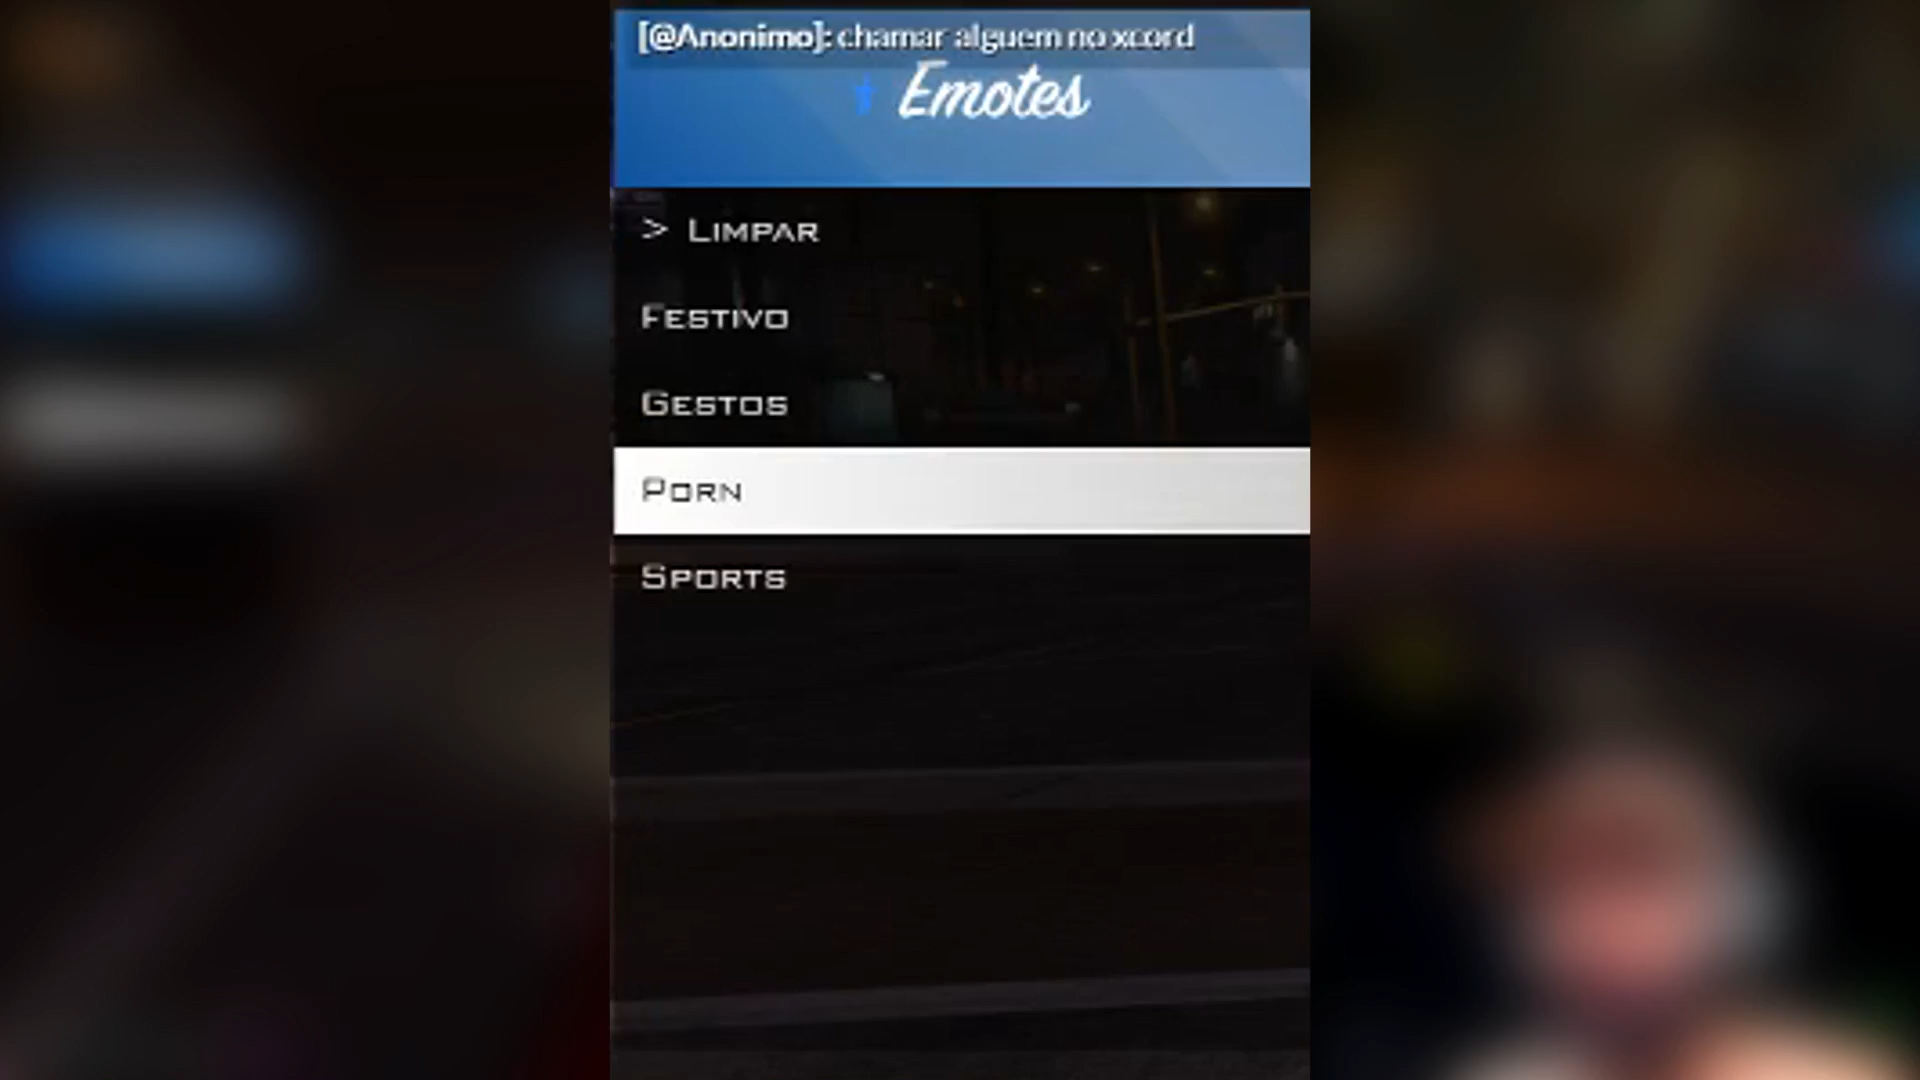 [@Anonimo]: chamar alguem no xcord
Emotes
> LIMPAR
FESTIVO
GESTOS
PORN
SPORTS